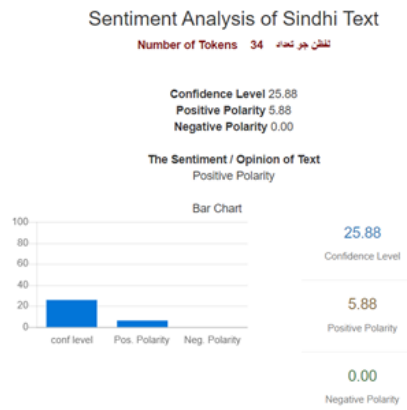 Sentiment Analysis of Sindhi Text
Number of Tokens 34 لفظن جو تعداد
Confidence Level 25.88
Positive Polarity 5.88
Negative Polarity 0.00
The Sentiment / Opinion of Text
Positive Polarity
Bar Chart
100
80
60
40
20
0
conf level Pos. Polarity Neg. Polarity
25.88
Confidence Level
5.88
Positive Polarity
0.00
Negative Polarity